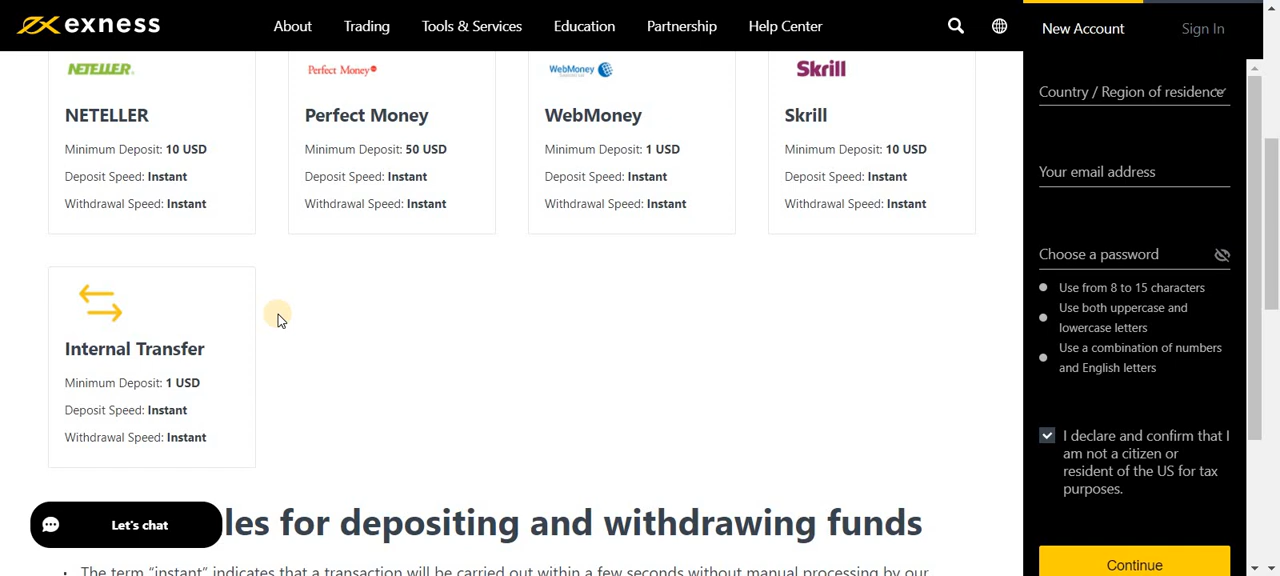 exness
About Trading Tools & Services Education Partnership Help Center
New Account Sign In
NETELLER.
NETELLER
Minimum Deposit: 10 USD
Deposit Speed: Instant
Withdrawal Speed: Instant
Perfect Money
Perfect Money
Minimum Deposit: 50 USD
Deposit Speed: Instant
Withdrawal Speed: Instant
WebMoney
WebMoney
Minimum Deposit: 1 USD
Deposit Speed: Instant
Withdrawal Speed: Instant
Skrill
Skrill
Minimum Deposit: 10 USD
Deposit Speed: Instant
Withdrawal Speed: Instant
Internal Transfer
Minimum Deposit: 1 USD
Deposit Speed: Instant
Withdrawal Speed: Instant
Let's chat
les for depositing and withdrawing funds
• The term "instant" indicates that a transaction will be carried out within a few seconds without manual processing by our
Country / Region of residence
Your email address
Choose a password
Use from 8 to 15 characters
Use both uppercase and
lowercase letters
Use a combination of numbers
and English letters
I declare and confirm that I
am not a citizen or
resident of the US for tax
purposes.
Continue